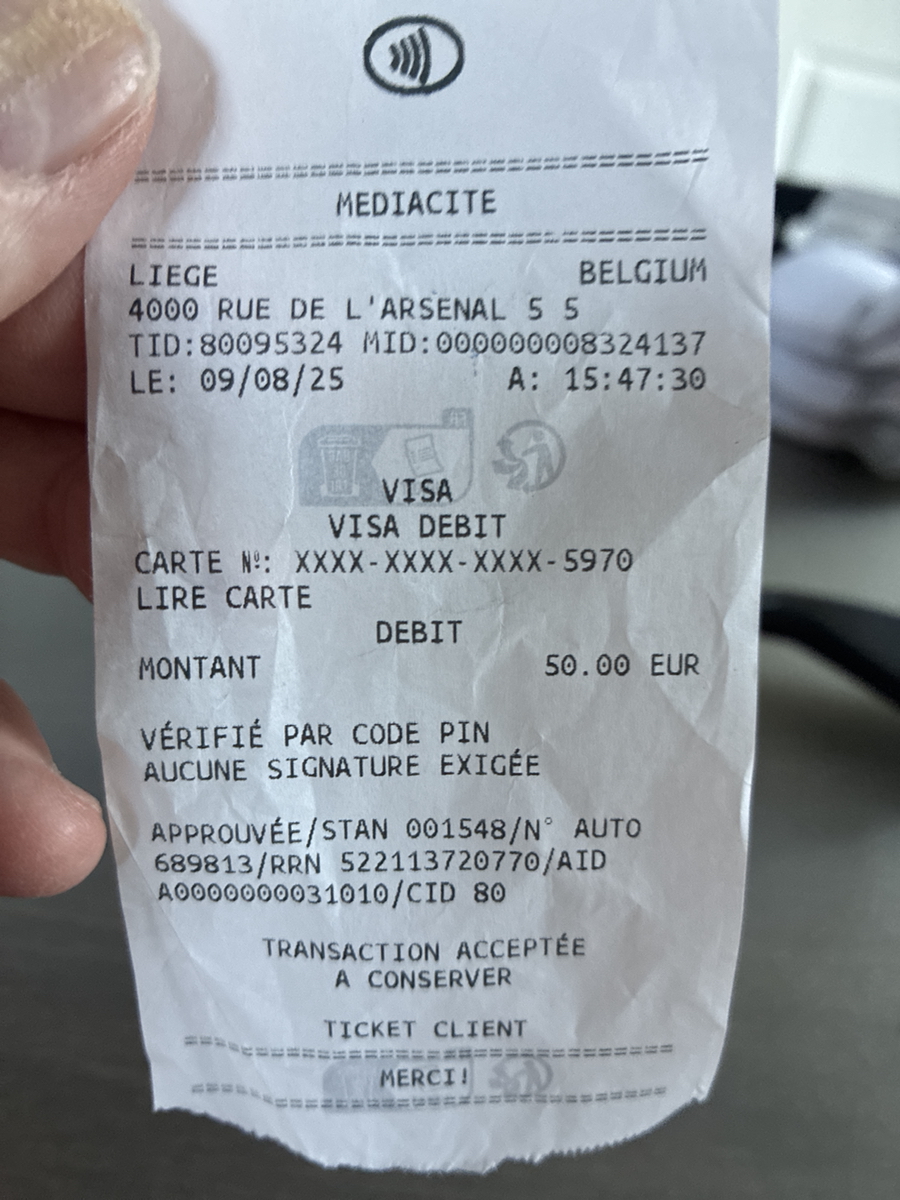 MEDIACITE
LIEGE BELGIUM
4000 RUE DE L'ARSENAL 5 5
TID:80095324 MID:000000008324137
LE: 09/08/25 A: 15:47:30
VISA
VISA DEBIT
CARTE Nº: XXXX-XXXX-XXXX-5970
LIRE CARTE
DEBIT
MONTANT 50.00 EUR
VÉRIFIÉ PAR CODE PIN
AUCUNE SIGNATURE EXIGÉE
APPROUVÉE/STAN 001548/N° AUTO
689813/RRN 522113720770/AID
A0000000031010/CID 80
TRANSACTION ACCEPTÉE
A CONSERVER
TICKET CLIENT
MERCI!